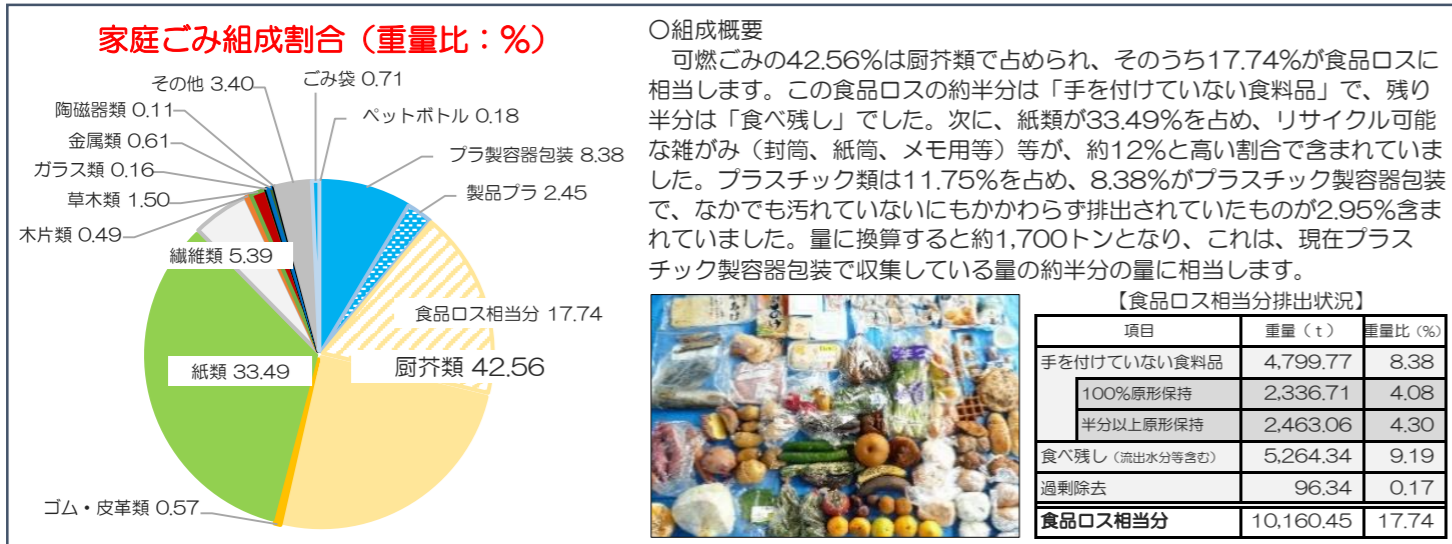 家庭ごみ組成割合（重量比：%）
その他 3.40
ごみ袋 0.71
陶磁器類 0.11
ペットボトル 0.18
金属類 0.61
プラ製容器包装 8.38
ガラス類 0.16
製品プラ 2.45
草木類 1.50
木片類 0.49
繊維類 5.39
食品ロス相当分 17.74
紙類 33.49
厨芥類 42.56
ゴム・皮革類 0.57
〇組成概要
可燃ごみの42.56%は厨芥類で占められ、そのうち17.74%が食品ロスに
相当します。この食品ロスの約半分は「手を付けていない食料品」で、残り
半分は「食べ残し」でした。次に、紙類が33.49%を占め、リサイクル可能
な雑がみ（封筒、紙筒、メモ用等）等が、約12%と高い割合で含まれていま
した。プラスチック類は11.75%を占め、8.38%がプラスチック製容器包装
で、なかでも汚れていないにもかかわらず排出されていたものが2.95%含ま
れていました。量に換算すると約1,700トンとなり、これは、現在プラス
チック製容器包装で収集している量の約半分の量に相当します。
【食品ロス相当分排出状況】
項目 重量（t） 重量比（%）
手を付けていない食料品 4,799.77 8.38
100%原形保持 2,336.71 4.08
半分以上原形保持 2,463.06 4.30
食べ残し（流出水分等含む） 5,264.34 9.19
過剰除去 96.34 0.17
食品ロス相当分 10,160.45 17.74